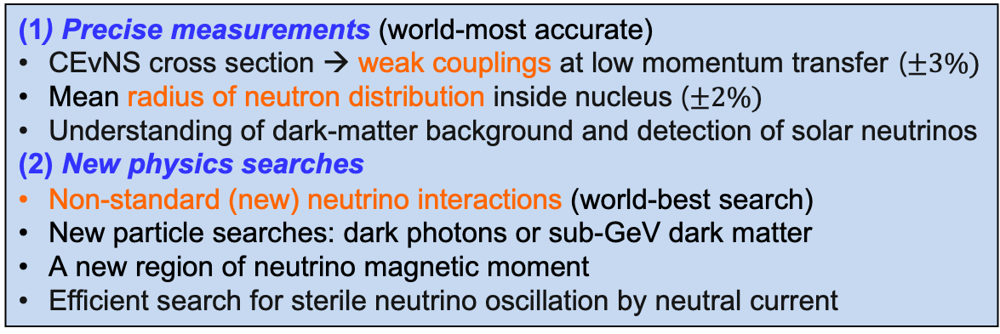 (1) Precise measurements (world-most accurate)
• CEvNS cross section → weak couplings at low momentum transfer (±3%)
• Mean radius of neutron distribution inside nucleus (±2%)
• Understanding of dark-matter background and detection of solar neutrinos
(2) New physics searches
• Non-standard (new) neutrino interactions (world-best search)
• New particle searches: dark photons or sub-GeV dark matter
• A new region of neutrino magnetic moment
• Efficient search for sterile neutrino oscillation by neutral current